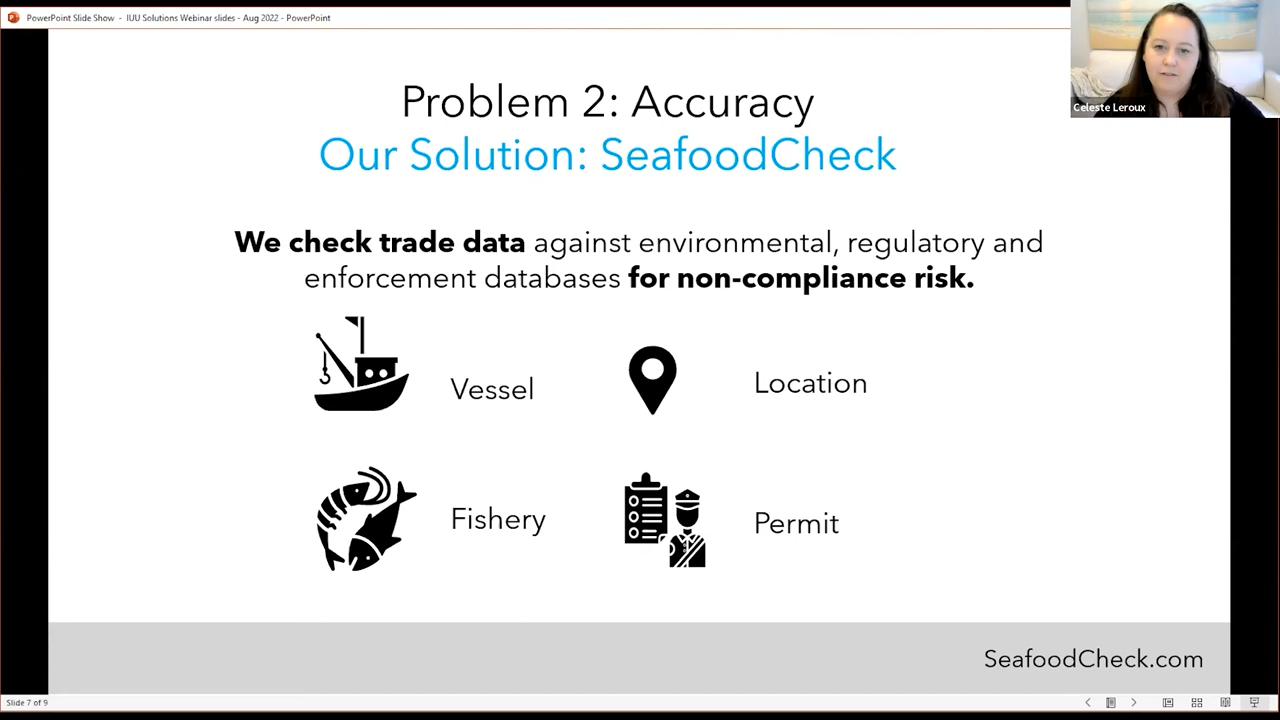 PowerPoint Slide Show - IUU Solutions Webinar slides - Aug 2022 - PowerPoint
Celeste Leroux
Problem 2: Accuracy
Our Solution: SeafoodCheck
We check trade data against environmental, regulatory and
enforcement databases for non-compliance risk.
Vessel
Location
Fishery
Permit
SeafoodCheck.com
Slide 7 of 9